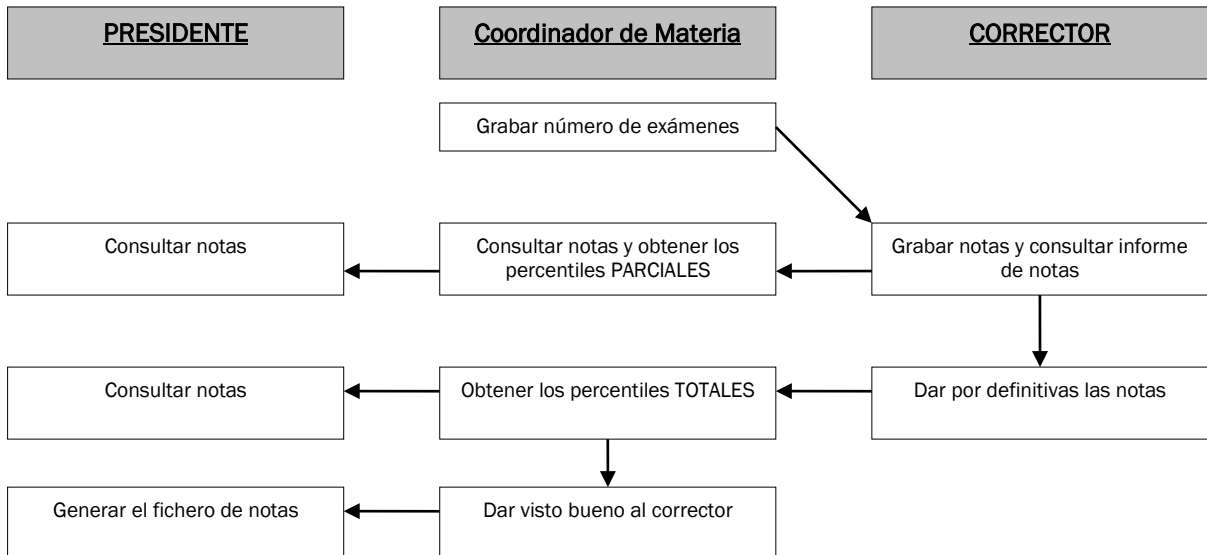 PRESIDENTE
Coordinador de Materia
CORRECTOR
Grabar número de exámenes
Consultar notas
Consultar notas y obtener los
percentiles PARCIALES
Grabar notas y consultar informe
de notas
Consultar notas
Obtener los percentiles TOTALES
Dar por definitivas las notas
Generar el fichero de notas
Dar visto bueno al corrector